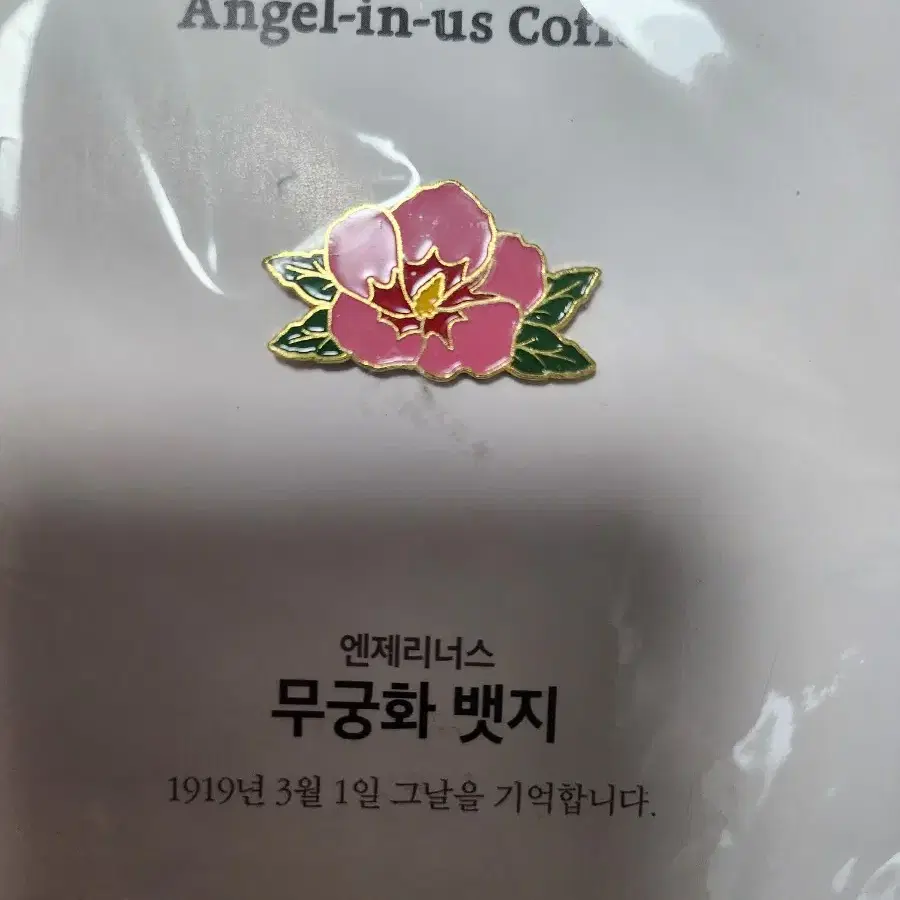 Angel-in-us
엔제리너스
무궁화 뱃지
1919년 3월 1일 그날을 기억합니다.